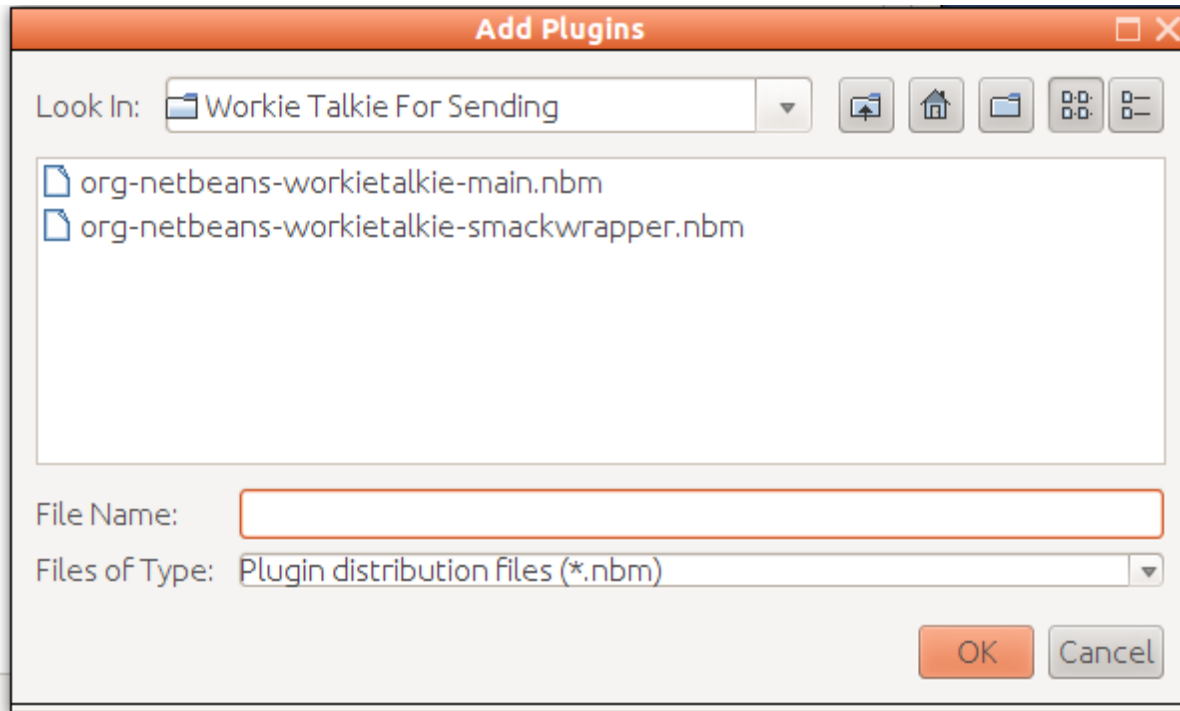 Add Plugins
Look In: Workie Talkie For Sending
org-netbeans-workietalkie-main.nbm
org-netbeans-workietalkie-smackwrapper.nbm
File Name:
Files of Type: Plugin distribution files (*.nbm)
OK Cancel